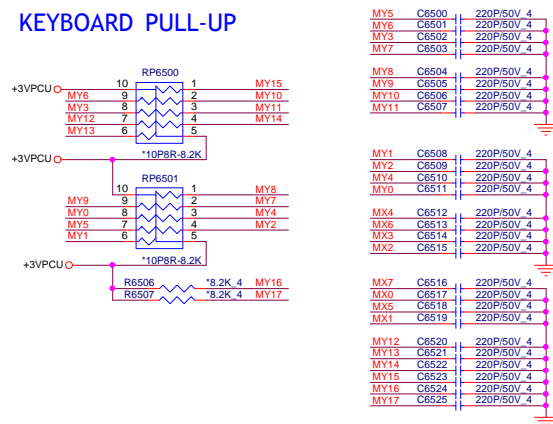 KEYBOARD PULL-UP
RP6500
+3VPCU 10 1 MY15
MY6 9 2 MY10
MY3 8 3 MY11
MY12 7 4 MY14
MY13 6 5
+3VPCU *10P8R-8.2K
RP6501
10 1 MY8
MY9 9 2 MY7
MY0 8 3 MY4
MY5 7 4 MY2
MY1 6 5
+3VPCU *10P8R-8.2K
R6506 *8.2K_4 MY16
R6507 *8.2K_4 MY17
MY5 C6500 220P/50V_4
MY6 C6501 220P/50V_4
MY3 C6502 220P/50V_4
MY7 C6503 220P/50V_4
MY8 C6504 220P/50V_4
MY9 C6505 220P/50V_4
MY10 C6506 220P/50V_4
MY11 C6507 220P/50V_4
MY1 C6508 220P/50V_4
MY2 C6509 220P/50V_4
MY4 C6510 220P/50V_4
MY0 C6511 220P/50V_4
MX4 C6512 220P/50V_4
MX6 C6513 220P/50V_4
MX3 C6514 220P/50V_4
MX2 C6515 220P/50V_4
MX7 C6516 220P/50V_4
MX0 C6517 220P/50V_4
MX5 C6518 220P/50V_4
MX1 C6519 220P/50V_4
MY12 C6520 220P/50V_4
MY13 C6521 220P/50V_4
MY14 C6522 220P/50V_4
MY15 C6523 220P/50V_4
MY16 C6524 220P/50V_4
MY17 C6525 220P/50V_4